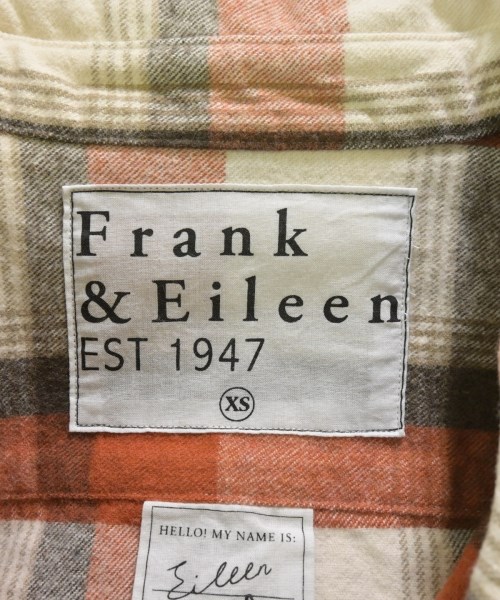 Frank
& Eileen
EST 1947
XS
HELLO! MY NAME IS:
Eileen